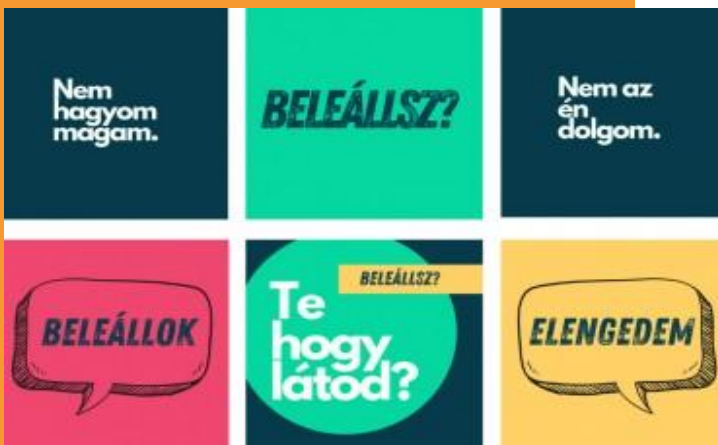 Nem
hagyom
magam.
BELEÁLLSZ?
Nem az
én
dolgom.
BELEÁLLOK
BELEÁLLSZ?
Te
hogy
látod?
ELENGEDEM